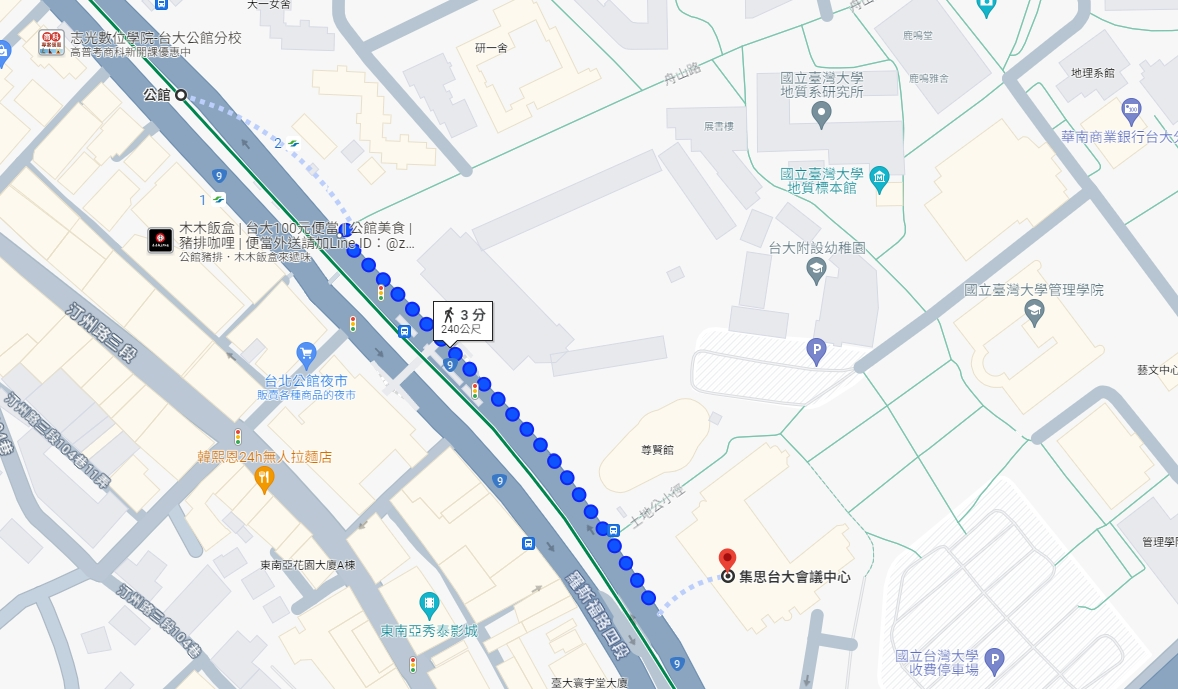 大一女舍
志光數位學院-台大公館分校
高普考商科新開課優惠中
研一舍
舟山路
鹿鳴堂
鹿鳴雅舍
地理系館
國立臺灣大學
地質系研究所
公館
展書樓
華南商業銀行台大分
2
國立臺灣大學
地質標本館
9
1
木木飯盒 | 台大100元便當 | 公館美食 |
豬排咖哩 | 便當外送請加Line ID：@z...
公館豬排・木木飯盒來遞味
台大附設幼稚園
國立臺灣大學管理學院
汀州路三段
3 分
240公尺
9
P
台北公館夜市
販賣各種商品的夜市
藝文中心
汀州路三段104巷11弄
韓熙恩24h無人拉麵店
尊賢館
9
土地公小徑
管理學院
東南亞花園大廈A棟
集思台大會議中心
汀州路三段104巷
羅斯福路四段
東南亞秀泰影城
9
國立台灣大學
收費停車場
P
臺大寰宇堂大廈